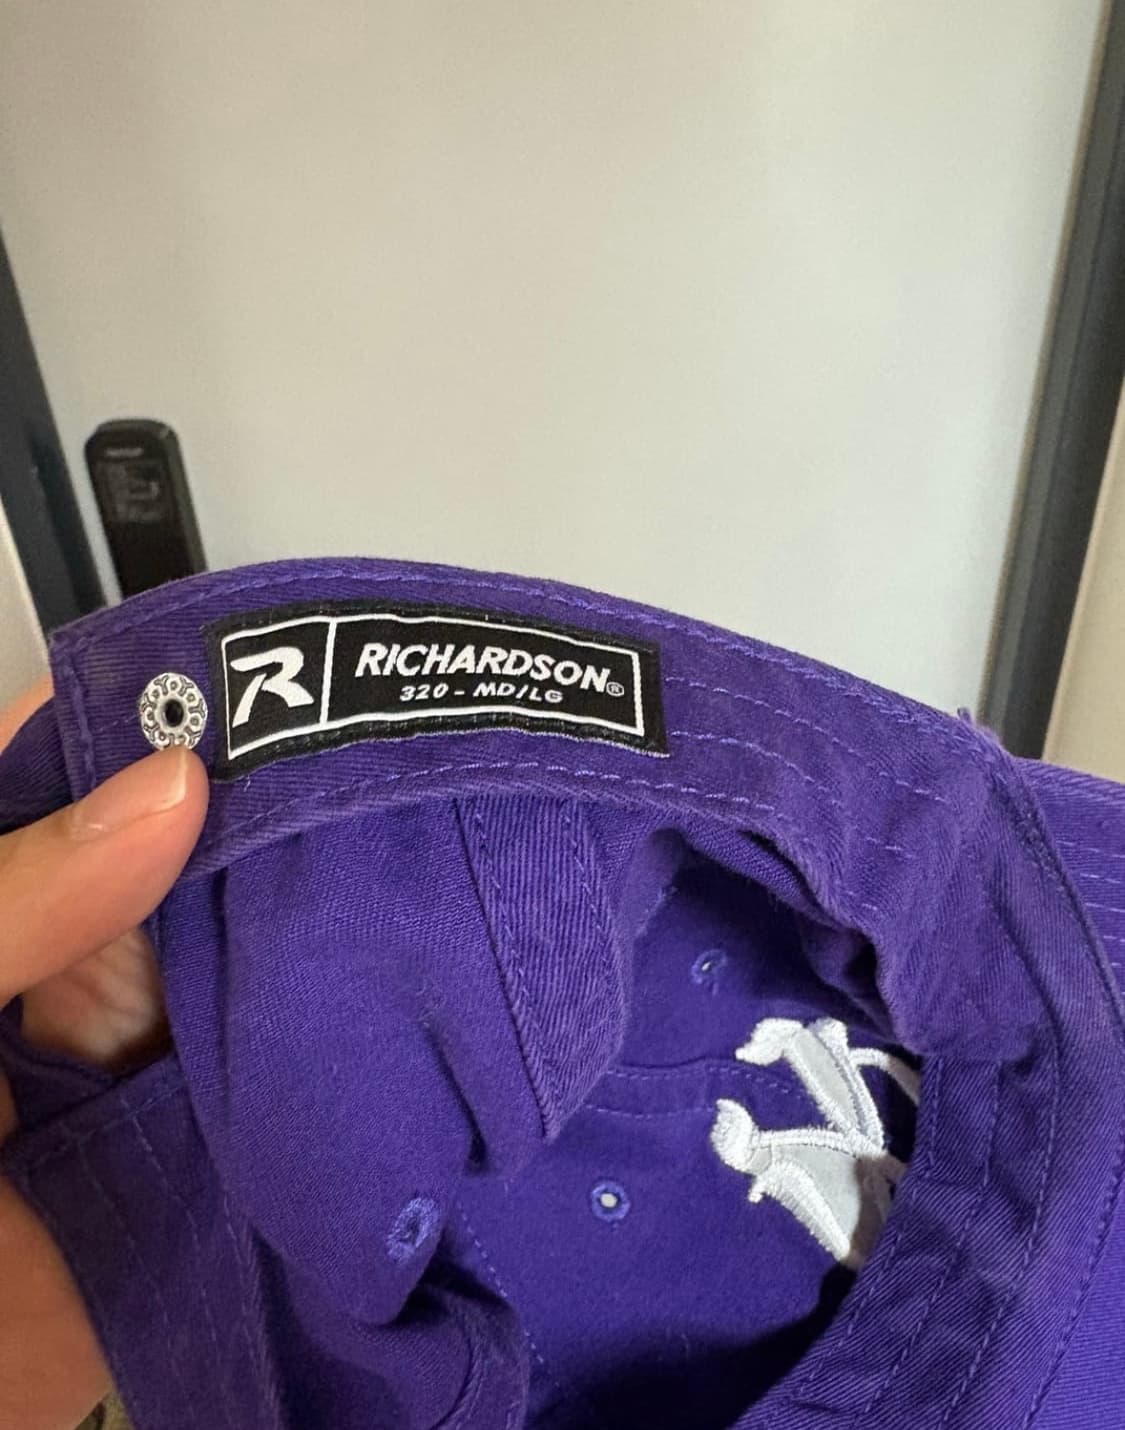 R
RICHARDSON®
320 - MD/LG